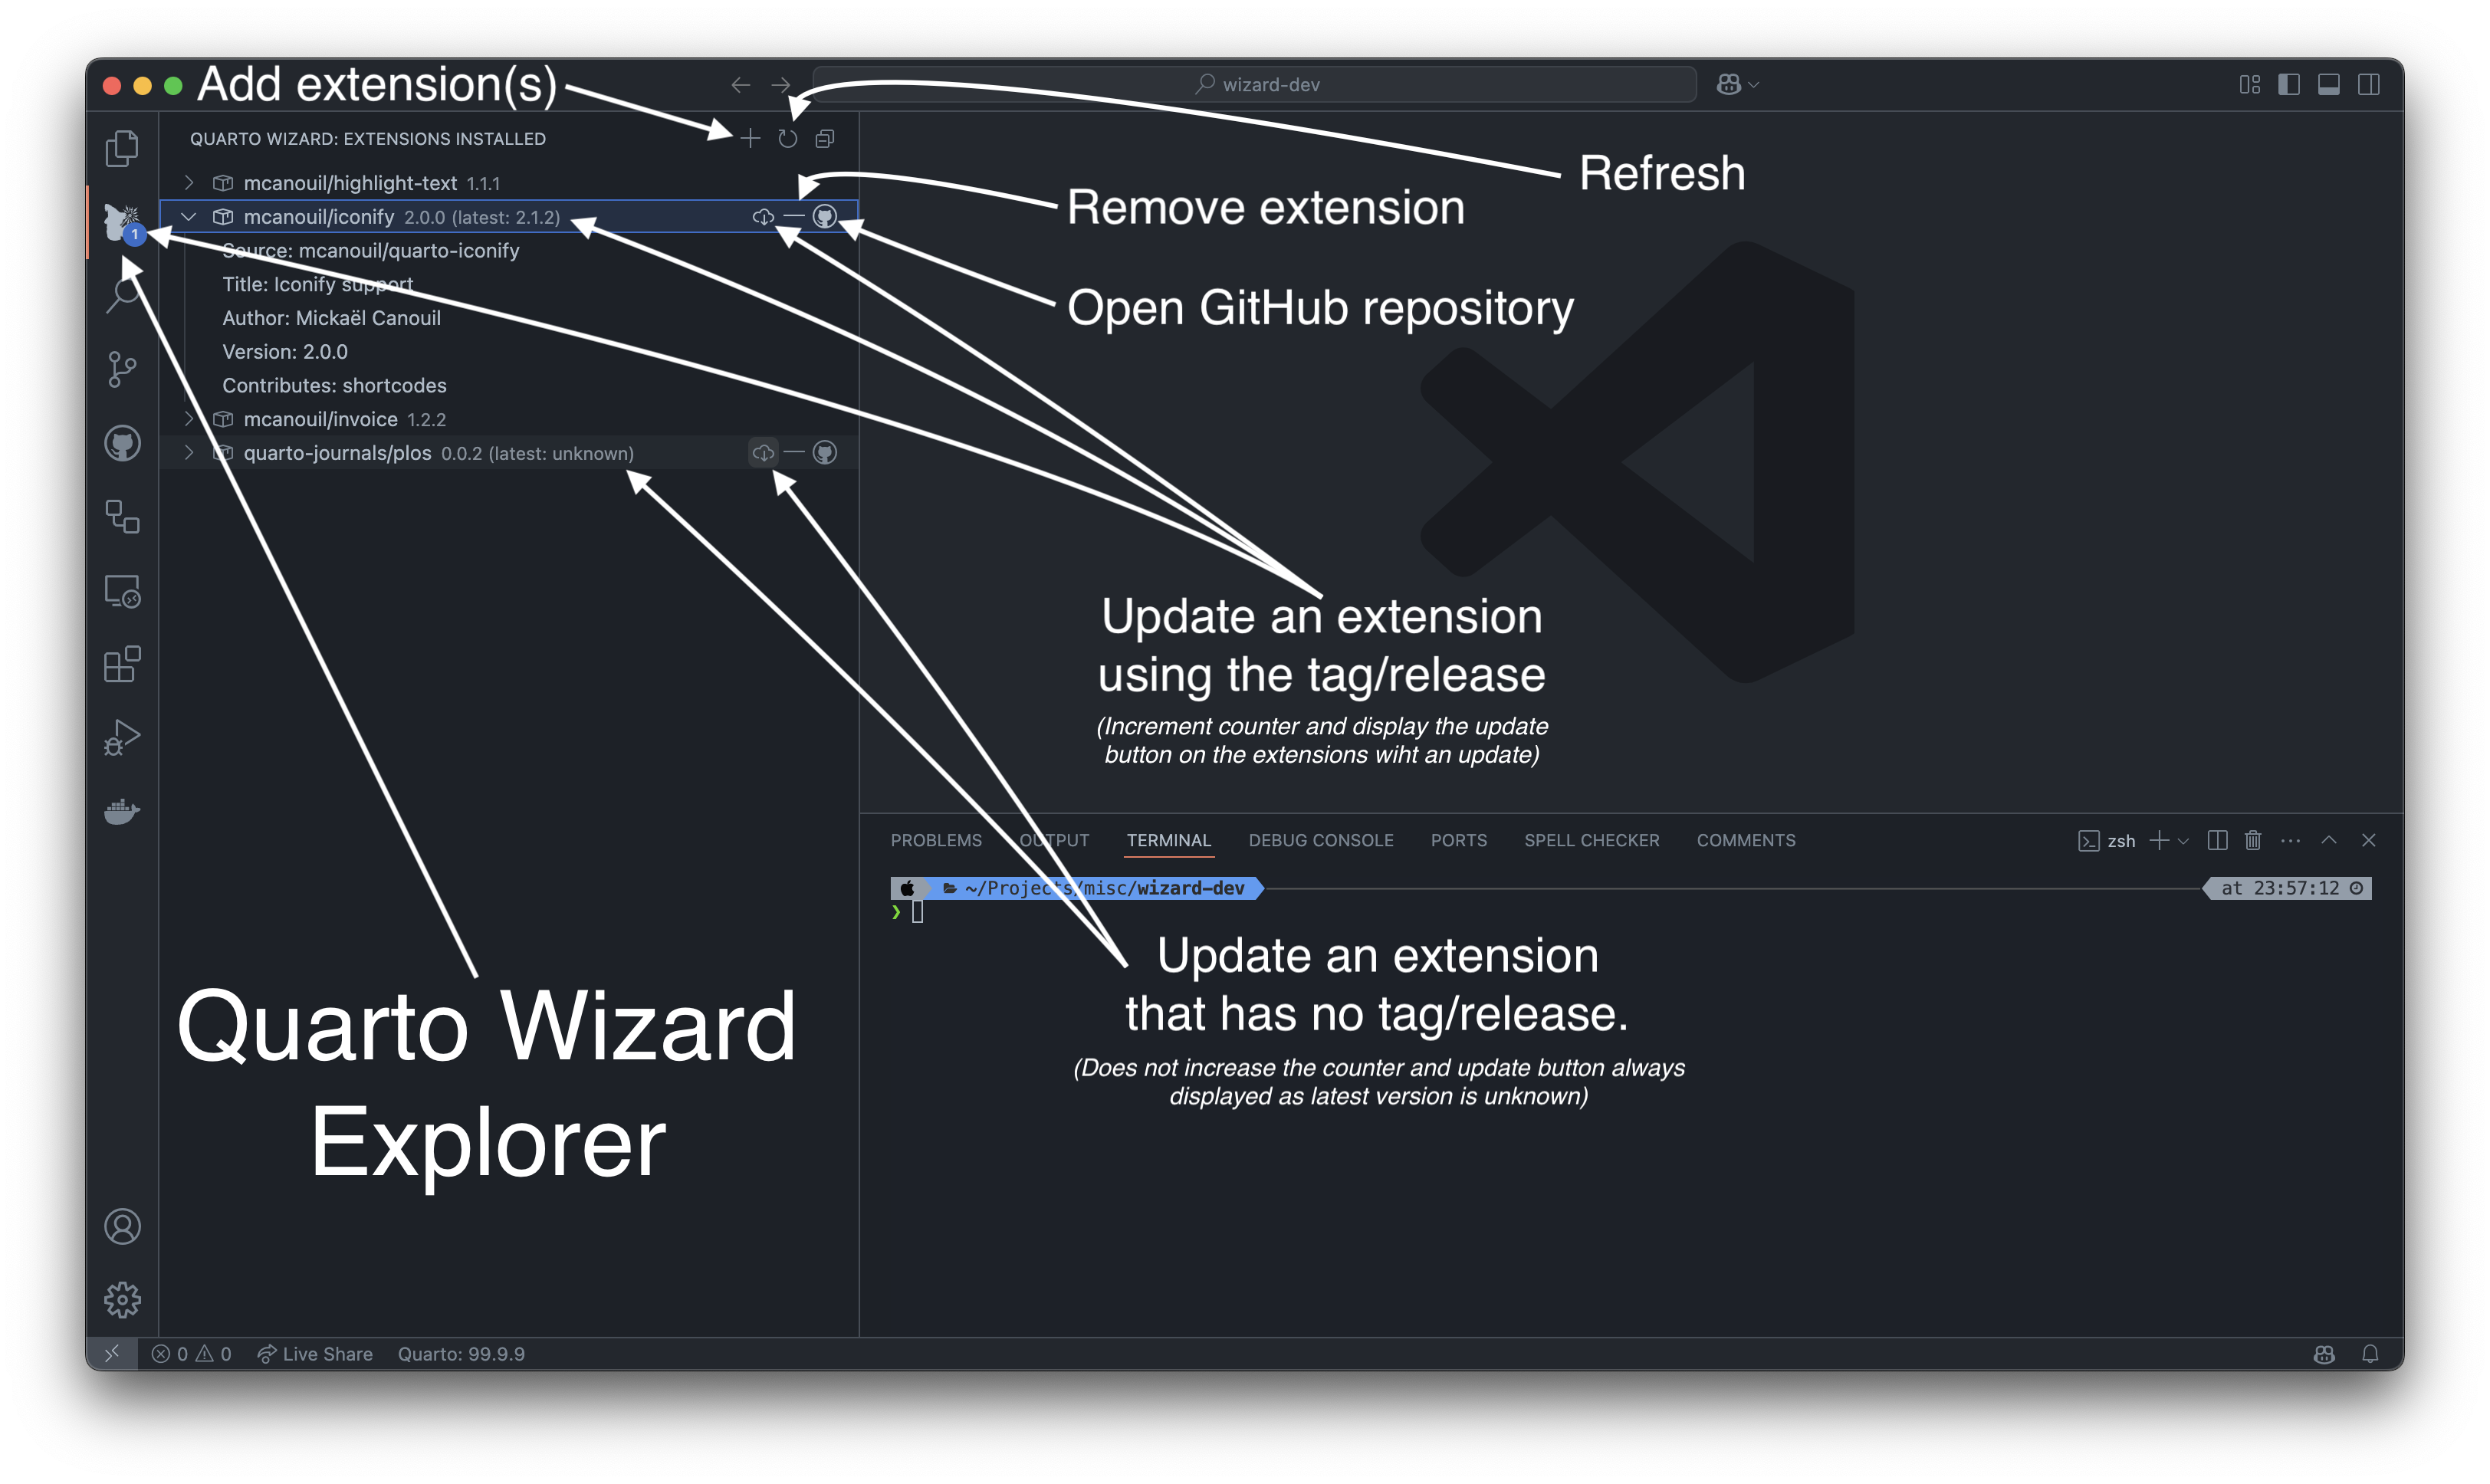 Add extension(s)
wizard-dev
QUARTO WIZARD: EXTENSIONS INSTALLED
Refresh
mcanouil/highlight-text 1.1.1
Remove extension
mcanouil/iconify 2.0.0 (latest: 2.1.2)
1
Source: mcanouil/quarto-iconify
Title: Iconify support
Open GitHub repository
Author: Mickaël Canouil
Version: 2.0.0
Contributes: shortcodes
mcanouil/invoice 1.2.2
quarto-journals/plos 0.0.2 (latest: unknown)
Update an extension
using the tag/release
(Increment counter and display the update
button on the extensions wiht an update)
PROBLEMS OUTPUT TERMINAL DEBUG CONSOLE PORTS SPELL CHECKER COMMENTS zsh
~/Projects/misc/wizard-dev at 23:57:12
❯
Update an extension
that has no tag/release.
(Does not increase the counter and update button always
displayed as latest version is unknown)
Quarto Wizard
Explorer
0 0 Live Share Quarto: 99.9.9